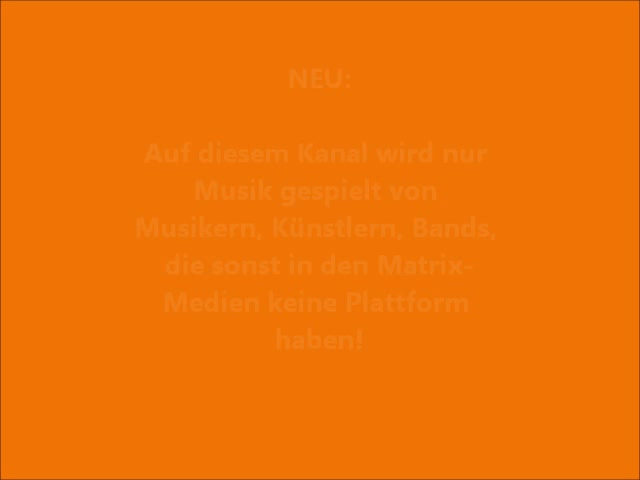 NEU:
Auf diesem Kanal wird nur
Musik gespielt von
Musikern, Künstlern, Bands,
die sonst in den Matrix-
Medien keine Plattform
haben!